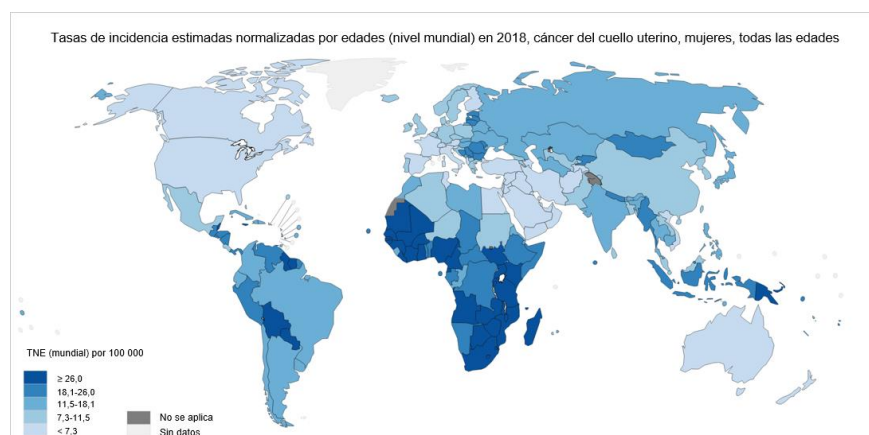 Tasas de incidencia estimadas normalizadas por edades (nivel mundial) en 2018, cáncer del cuello uterino, mujeres, todas las edades
TNE (mundial) por 100 000
≥ 26,0
18,1-26,0
11,5-18,1
7,3-11,5
< 7,3
No se aplica
Sin datos